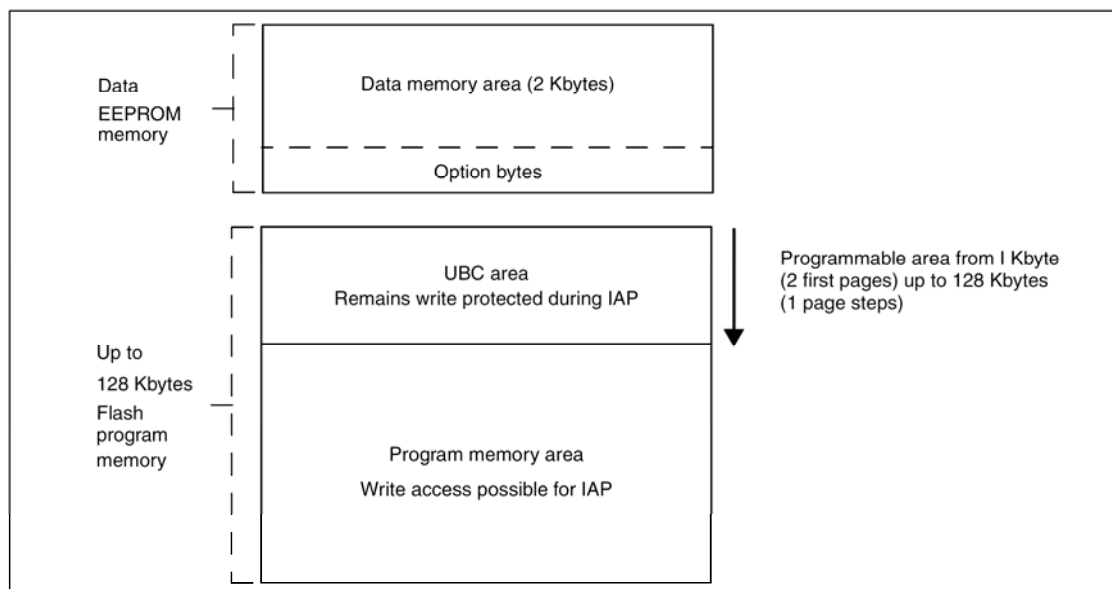 Data
EEPROM
memory
Data memory area (2 Kbytes)
Option bytes
UBC area
Remains write protected during IAP
Programmable area from I Kbyte
(2 first pages) up to 128 Kbytes
(1 page steps)
Up to
128 Kbytes
Flash
program
memory
Program memory area
Write access possible for IAP